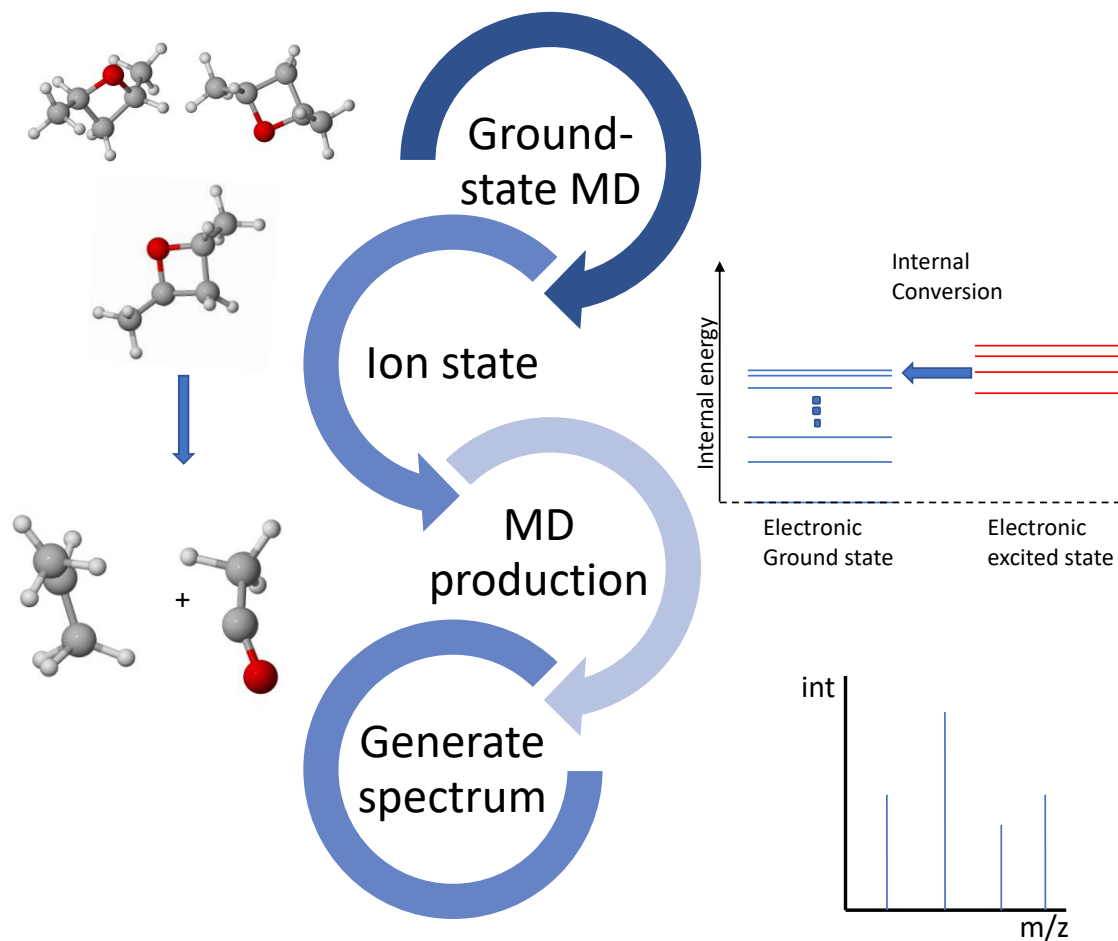 Ground-
state MD
Ion state
MD
production
Generate
spectrum
+
Internal
Conversion
Internal energy
Electronic
Ground state
Electronic
excited state
int
m/z